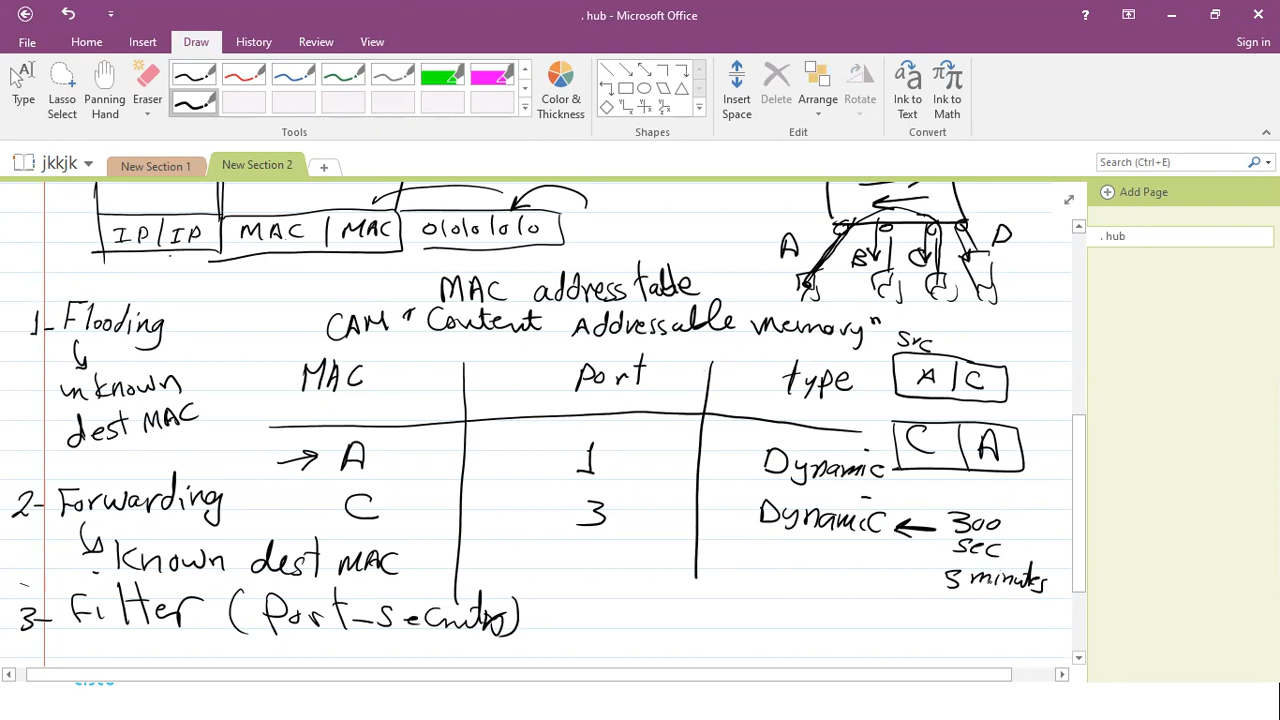 . hub - Microsoft Office
? 
File Home Insert Draw History Review View Sign in
Type
Lasso Select
Panning Hand
Eraser
Color & Thickness
Insert Space
Delete
Arrange
Rotate
Ink to Text
Ink to Math
Tools Shapes Edit Convert
jkkjk New Section 1 New Section 2 Search (Ctrl+E)
Add Page
. hub
IP | IP MAC | MAC 01010101010
A B C D
MAC address table
1- Flooding
CAM "Content Addressable memory"
unknown
dest MAC
MAC Port type
src
A | C
C | A
→ A 1 Dynamic
2- Forwarding
C 3 Dynamic ← 300
sec
Known dest MAC
5 minutes
3- Filter (Port-security)